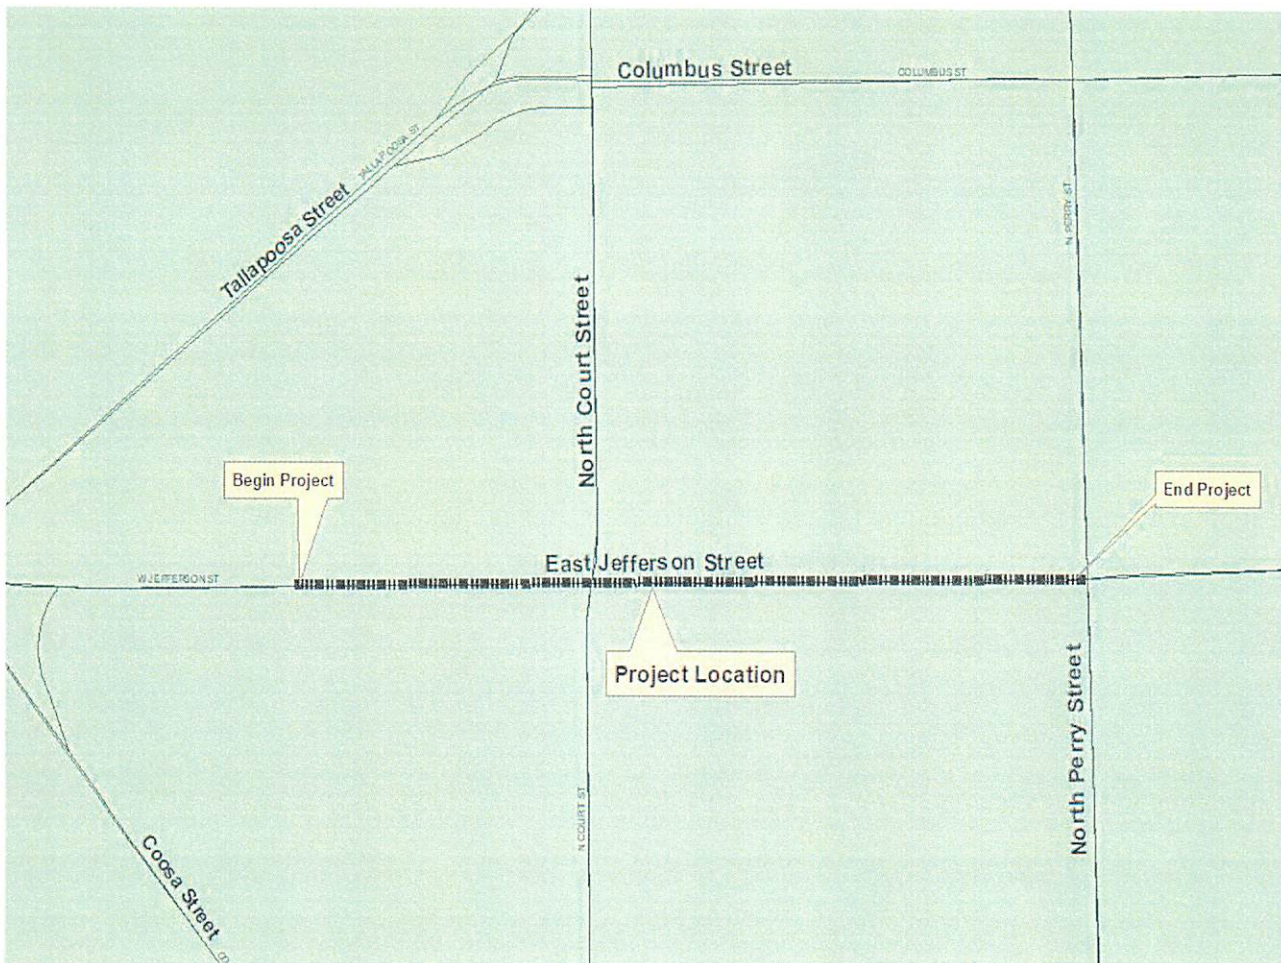 Columbus Street
COLUMBUS ST
TALLAPOOSA ST
Tallapoosa Street
N PERRY ST
North Court Street
Begin Project
End Project
East Jefferson Street
W JEFFERSON ST
Project Location
North Perry Street
N COURT ST
Coosa Street
CO